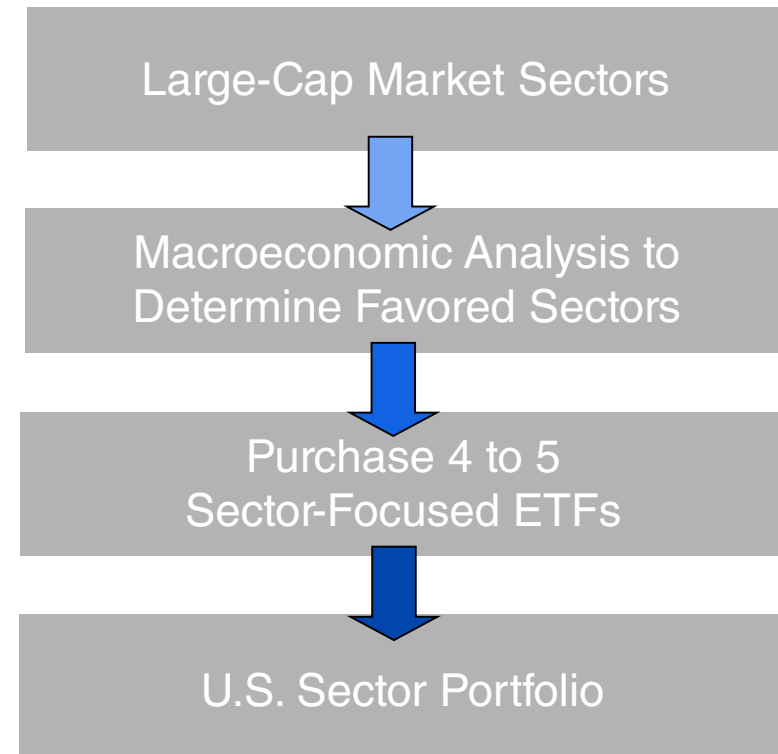 Large-Cap Market Sectors
Macroeconomic Analysis to
Determine Favored Sectors
Purchase 4 to 5
Sector-Focused ETFs
U.S. Sector Portfolio